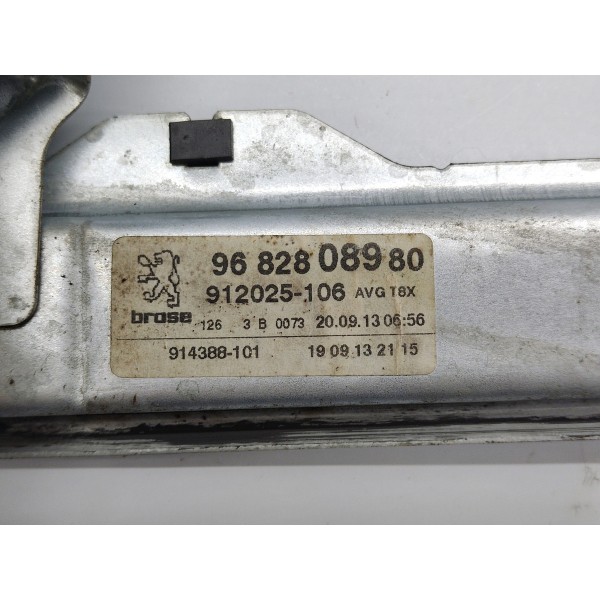 96 828 089 80
912025-106 AVG T8X
brose 126 3 B 0073 20.09.13 06:56
914388-101 19 09 13 21 15